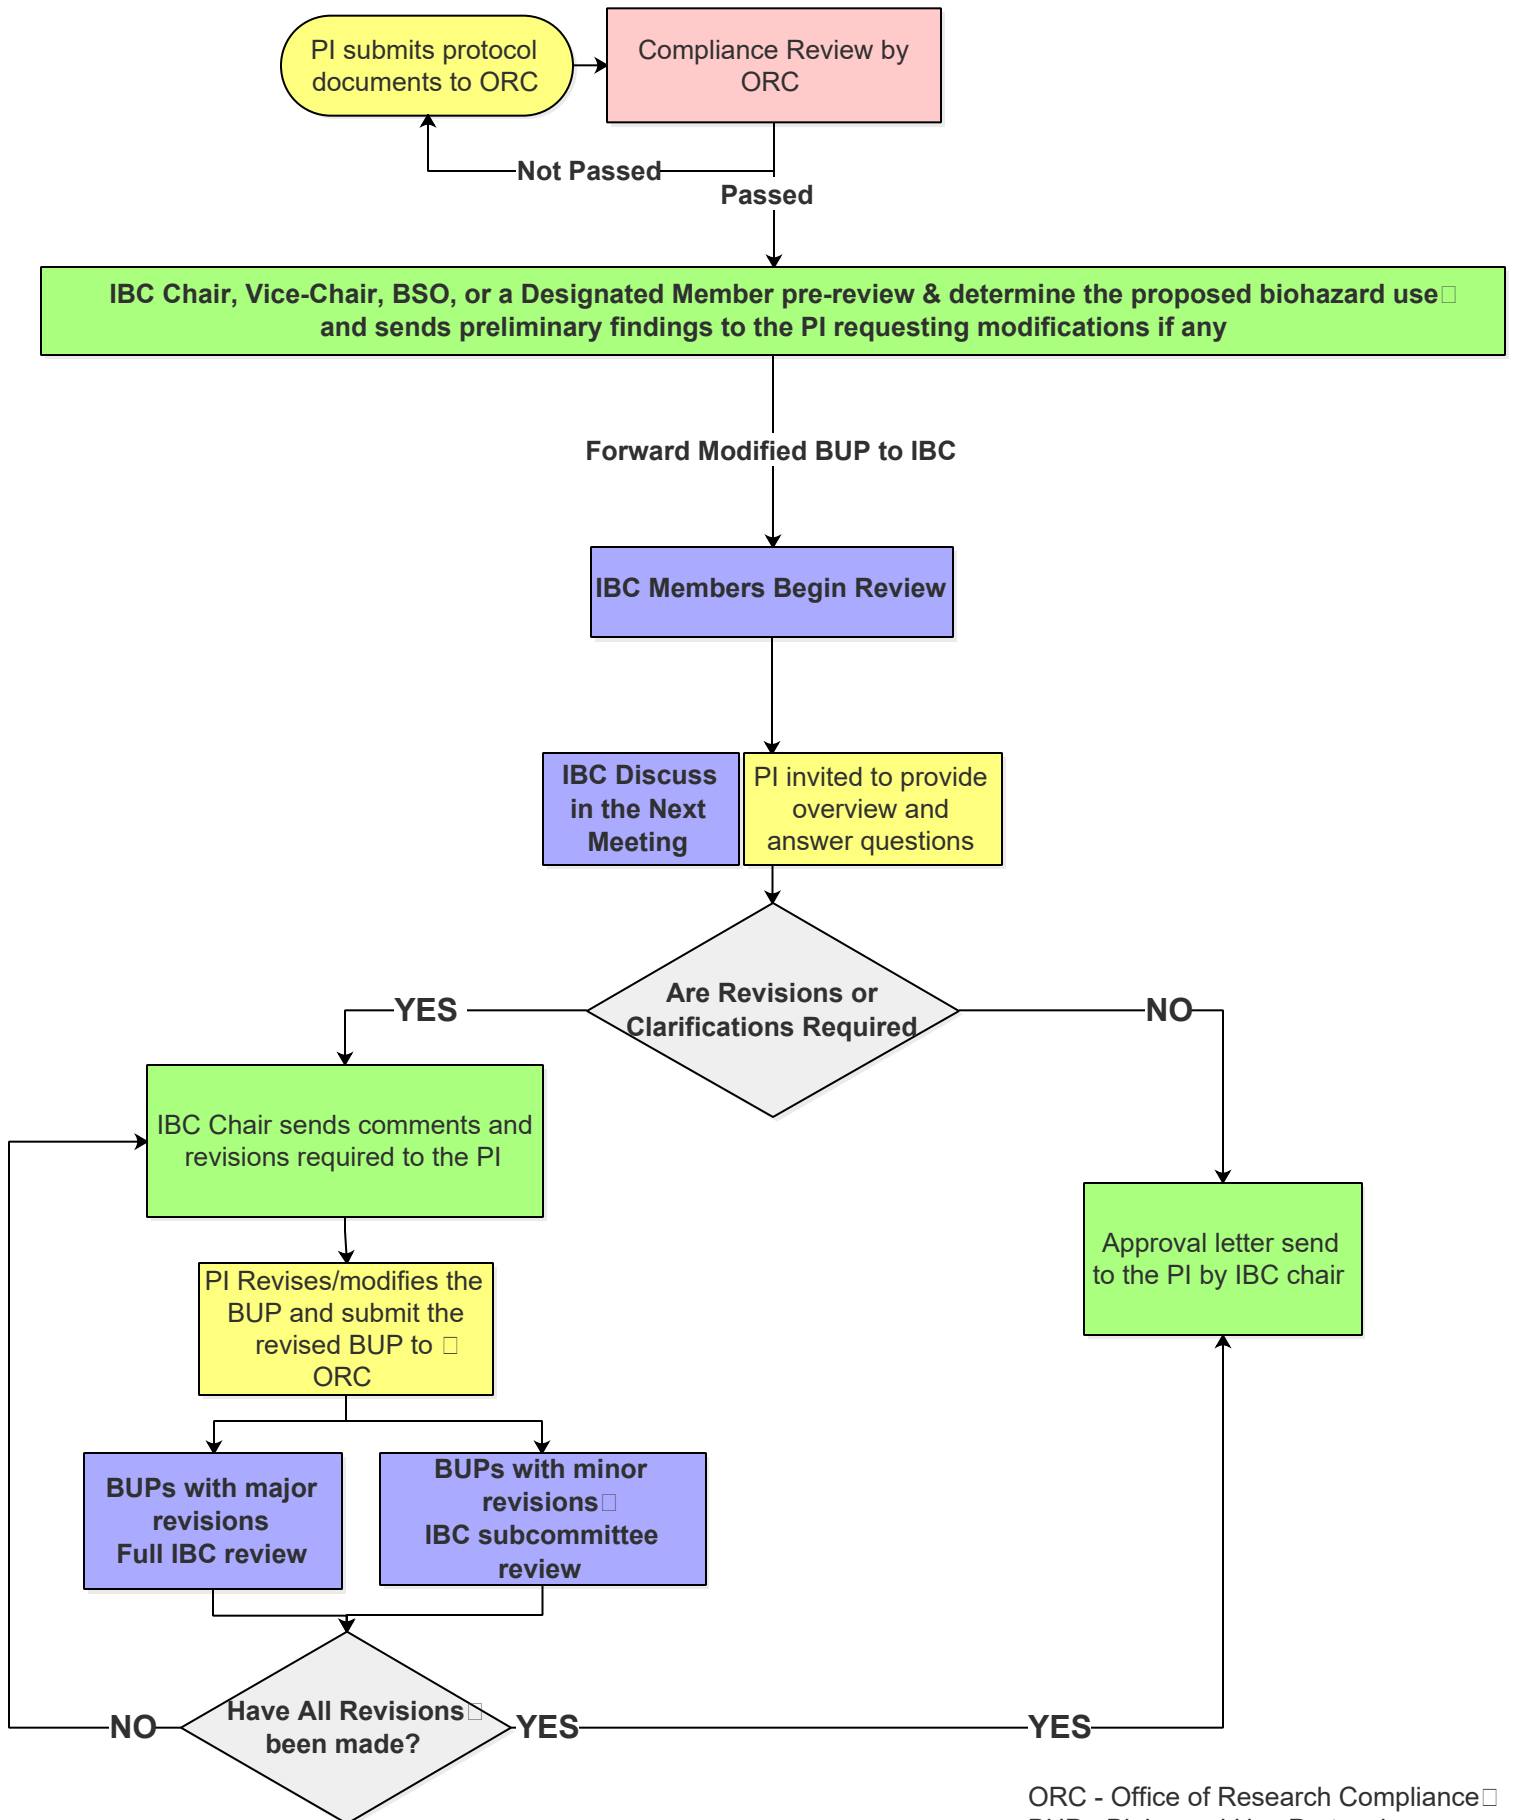 PI submits protocol
documents to ORC
Compliance Review by
ORC
Not Passed
Passed
IBC Chair, Vice-Chair, BSO, or a Designated Member pre-review & determine the proposed biohazard use
and sends preliminary findings to the PI requesting modifications if any
Forward Modified BUP to IBC
IBC Members Begin Review
IBC Discuss
in the Next
Meeting
PI invited to provide
overview and
answer questions
Are Revisions or
Clarifications Required
YES
NO
IBC Chair sends comments and
revisions required to the PI
Approval letter send
to the PI by IBC chair
PI Revises/modifies the
BUP and submit the
revised BUP to
ORC
BUPs with major
revisions
Full IBC review
BUPs with minor
revisions
IBC subcommittee
review
Have All Revisions
been made?
NO
YES
YES
ORC - Office of Research Compliance